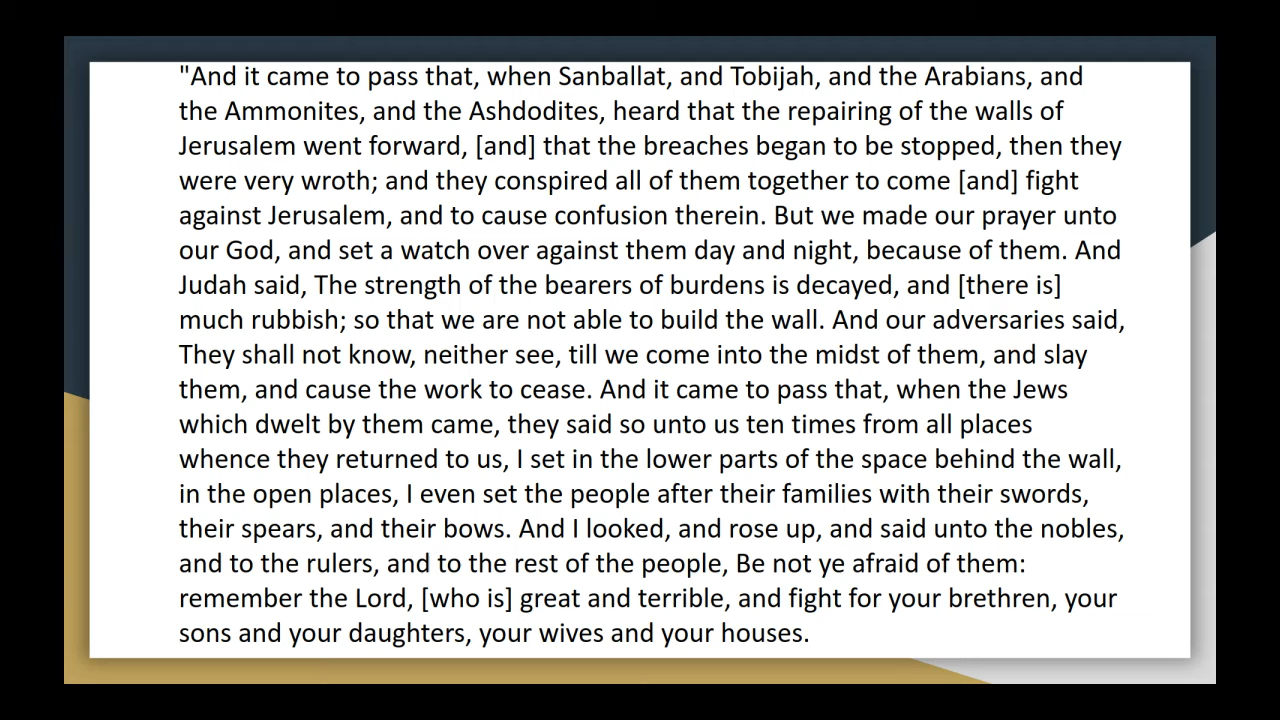 "And it came to pass that, when Sanballat, and Tobijah, and the Arabians, and
the Ammonites, and the Ashdodites, heard that the repairing of the walls of
Jerusalem went forward, [and] that the breaches began to be stopped, then they
were very wroth; and they conspired all of them together to come [and] fight
against Jerusalem, and to cause confusion therein. But we made our prayer unto
our God, and set a watch over against them day and night, because of them. And
Judah said, The strength of the bearers of burdens is decayed, and [there is]
much rubbish; so that we are not able to build the wall. And our adversaries said,
They shall not know, neither see, till we come into the midst of them, and slay
them, and cause the work to cease. And it came to pass that, when the Jews
which dwelt by them came, they said so unto us ten times from all places
whence they returned to us, I set in the lower parts of the space behind the wall,
in the open places, I even set the people after their families with their swords,
their spears, and their bows. And I looked, and rose up, and said unto the nobles,
and to the rulers, and to the rest of the people, Be not ye afraid of them:
remember the Lord, [who is] great and terrible, and fight for your brethren, your
sons and your daughters, your wives and your houses.